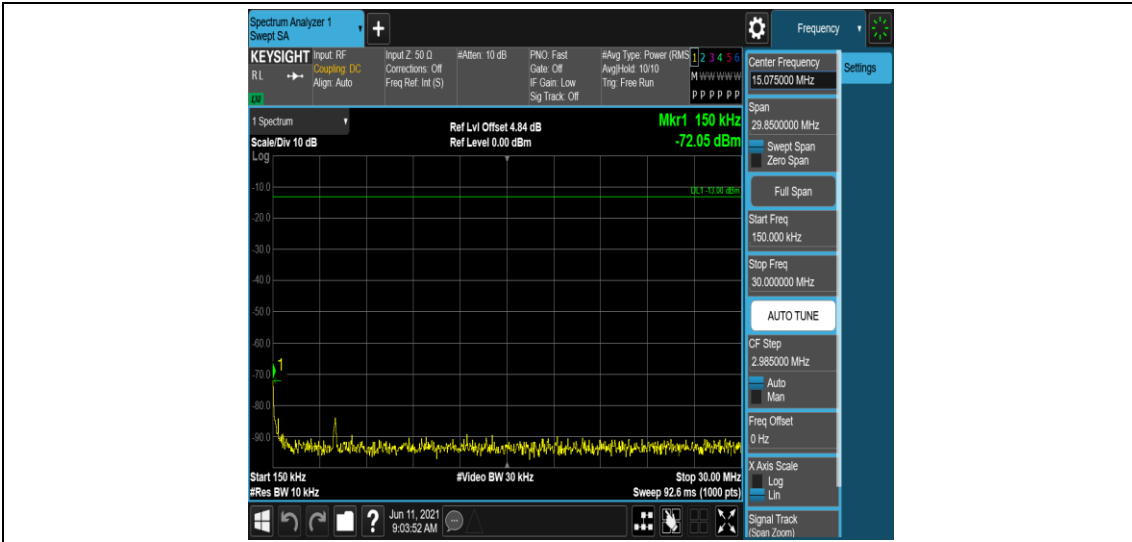 Spectrum Analyzer 1
Swept SA
+
Frequency
KEYSIGHT
RL
LXI
Input: RF
Coupling: DC
Align: Auto
Input Z: 50 Ω
Corrections: Off
Freq Ref: Int (S)
#Atten: 10 dB
PNO: Fast
Gate: Off
IF Gain: Low
Sig Track: Off
#Avg Type: Power (RMS
Avg|Hold: 10/10
Trig: Free Run
1 2 3 4 5 6
M W W W W W
P P P P P P
1 Spectrum
Scale/Div 10 dB
Log
Ref Lvl Offset 4.84 dB
Ref Level 0.00 dBm
Mkr1 150 kHz
-72.05 dBm
DL1 -13.00 dBm
-10.0
-20.0
-30.0
-40.0
-50.0
-60.0
1
-70.0
-80.0
-90.0
Start 150 kHz
#Res BW 10 kHz
#Video BW 30 kHz
Stop 30.00 MHz
Sweep 92.6 ms (1000 pts)
Center Frequency
15.075000 MHz
Settings
Span
29.8500000 MHz
Swept Span
Zero Span
Full Span
Start Freq
150.000 kHz
Stop Freq
30.000000 MHz
AUTO TUNE
CF Step
2.985000 MHz
Auto
Man
Freq Offset
0 Hz
X Axis Scale
Log
Lin
Signal Track
(Span Zoom)
?
Jun 11, 2021
9:03:52 AM